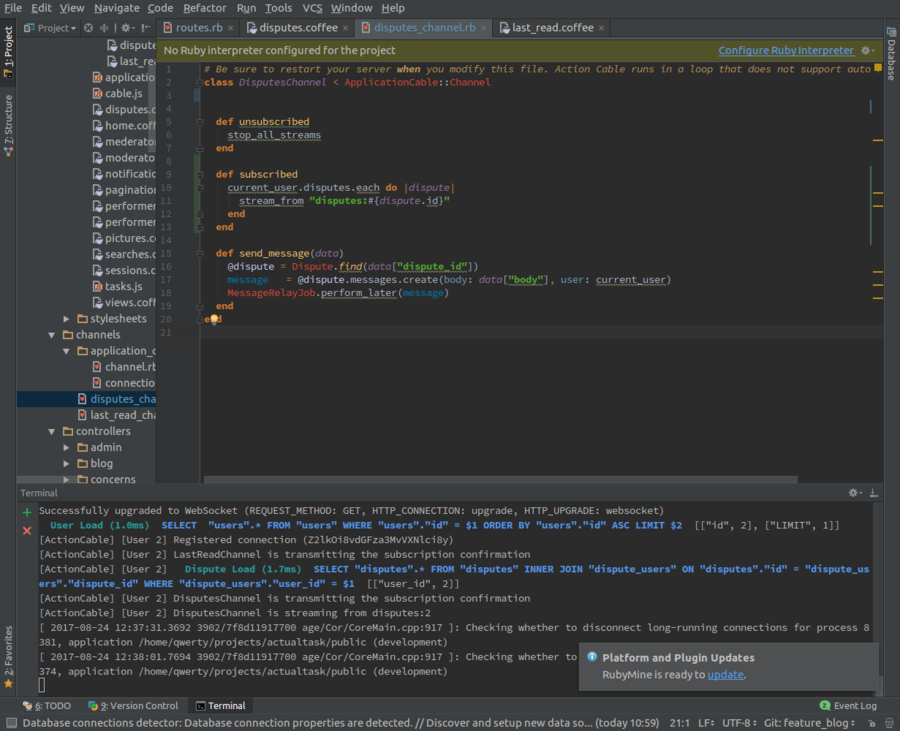 File Edit View Navigate Code Refactor Run Tools VCS Window Help
Project routes.rb disputes.coffee disputes_channel.rb last_read.coffee
No Ruby interpreter configured for the project Configure Ruby Interpreter
1: Project
7: Structure
2: Favorites
Database
dispute
last_rea
applicatio
cable.js
disputes.c
home.coff
mederato
moderato
notificatio
pagination
performer
performer
pictures.co
searches.c
sessions.c
tasks.js
views.coff
stylesheets
channels
application_c
channel.rb
connection
disputes_cha
last_read_cha
controllers
admin
blog
concerns
1 # Be sure to restart your server when you modify this file. Action Cable runs in a loop that does not support auto
2 class DisputesChannel < ApplicationCable::Channel
3
4
5 def unsubscribed
6 stop_all_streams
7 end
8
9 def subscribed
10 current_user.disputes.each do |dispute|
11 stream_from "disputes:#{dispute.id}"
12 end
13 end
14
15 def send_message(data)
16 @dispute = Dispute.find(data["dispute_id"])
17 message = @dispute.messages.create(body: data["body"], user: current_user)
18 MessageRelayJob.perform_later(message)
19 end
20 end
21
Terminal
Successfully upgraded to WebSocket (REQUEST_METHOD: GET, HTTP_CONNECTION: upgrade, HTTP_UPGRADE: websocket)
User Load (1.0ms) SELECT "users".* FROM "users" WHERE "users"."id" = $1 ORDER BY "users"."id" ASC LIMIT $2 [["id", 2], ["LIMIT", 1]]
[ActionCable] [User 2] Registered connection (Z2lkOi8vdGFza3MvVXNlci8y)
[ActionCable] [User 2] LastReadChannel is transmitting the subscription confirmation
[ActionCable] [User 2] Dispute Load (1.7ms) SELECT "disputes".* FROM "disputes" INNER JOIN "dispute_users" ON "disputes"."id" = "dispute_us
ers"."dispute_id" WHERE "dispute_users"."user_id" = $1 [["user_id", 2]]
[ActionCable] [User 2] DisputesChannel is transmitting the subscription confirmation
[ActionCable] [User 2] DisputesChannel is streaming from disputes:2
[ 2017-08-24 12:37:31.3692 3902/7f8d11917700 age/Cor/CoreMain.cpp:917 ]: Checking whether to disconnect long-running connections for process 8
381, application /home/qwerty/projects/actualtask/public (development)
[ 2017-08-24 12:38:01.7694 3902/7f8d11917700 age/Cor/CoreMain.cpp:917 ]: Checking whether to
374, application /home/qwerty/projects/actualtask/public (development)
Platform and Plugin Updates
RubyMine is ready to update.
6: TODO 9: Version Control Terminal 2 Event Log
Database connections detector: Database connection properties are detected. // Discover and setup new data so... (today 10:59) 21:1 LF÷ UTF-8÷ Git: feature_blog÷